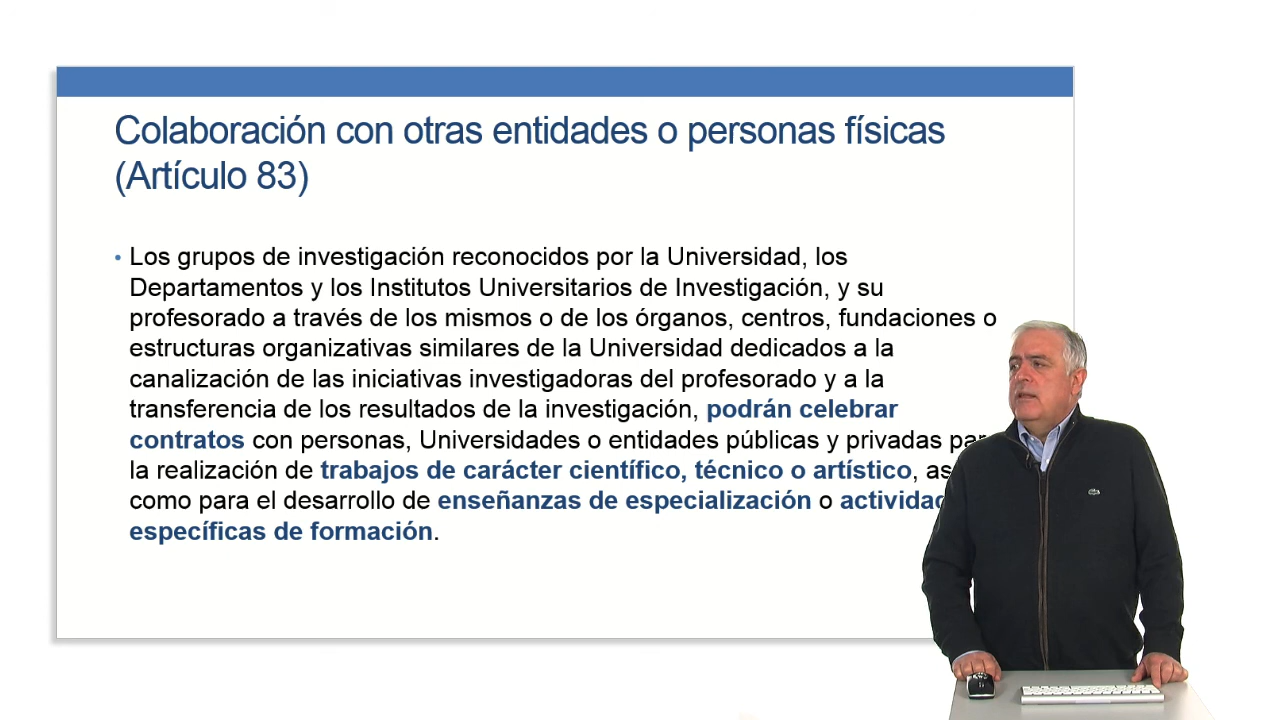 Colaboración con otras entidades o personas físicas
(Artículo 83)
• Los grupos de investigación reconocidos por la Universidad, los
Departamentos y los Institutos Universitarios de Investigación, y su
profesorado a través de los mismos o de los órganos, centros, fundaciones o
estructuras organizativas similares de la Universidad dedicados a la
canalización de las iniciativas investigadoras del profesorado y a la
transferencia de los resultados de la investigación, podrán celebrar
contratos con personas, Universidades o entidades públicas y privadas
la realización de trabajos de carácter científico, técnico o artístico,
como para el desarrollo de enseñanzas de especialización o
específicas de formación.